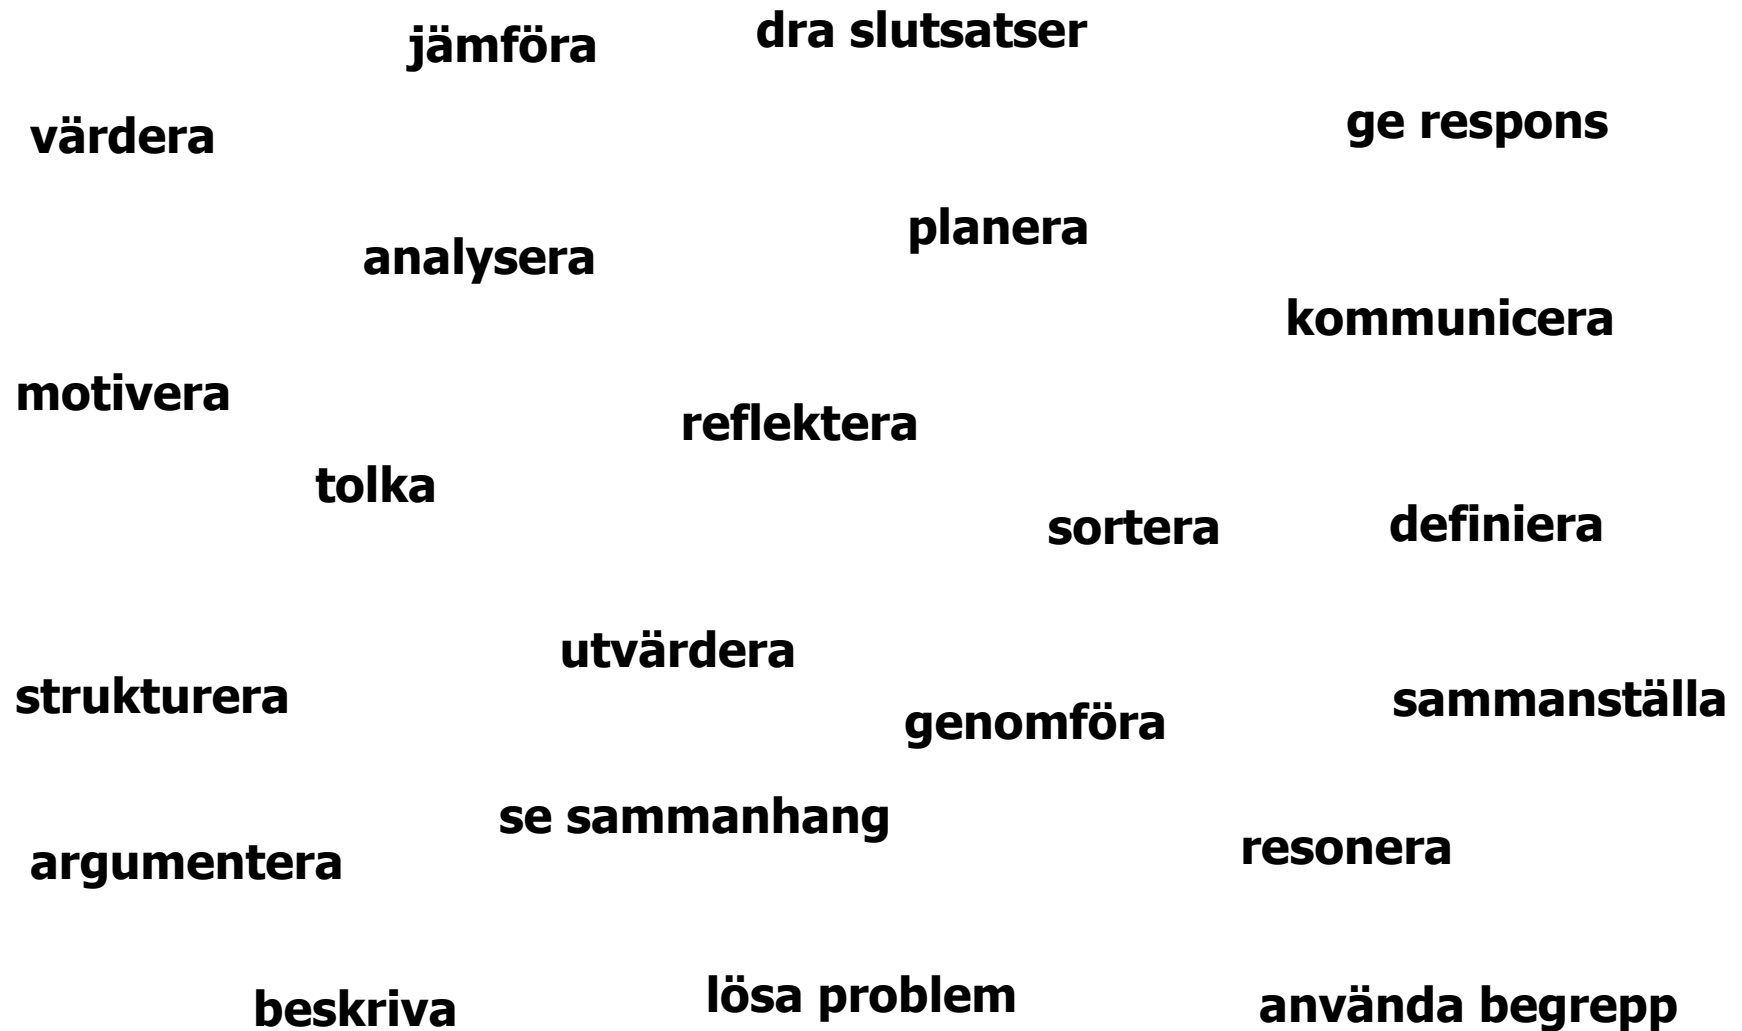 jämföra
dra slutsatser
värdera
ge respons
analysera
planera
kommunicera
motivera
reflektera
tolka
sortera
definiera
utvärdera
strukturera
genomföra
sammanställa
se sammanhang
argumentera
resonera
beskriva
lösa problem
använda begrepp